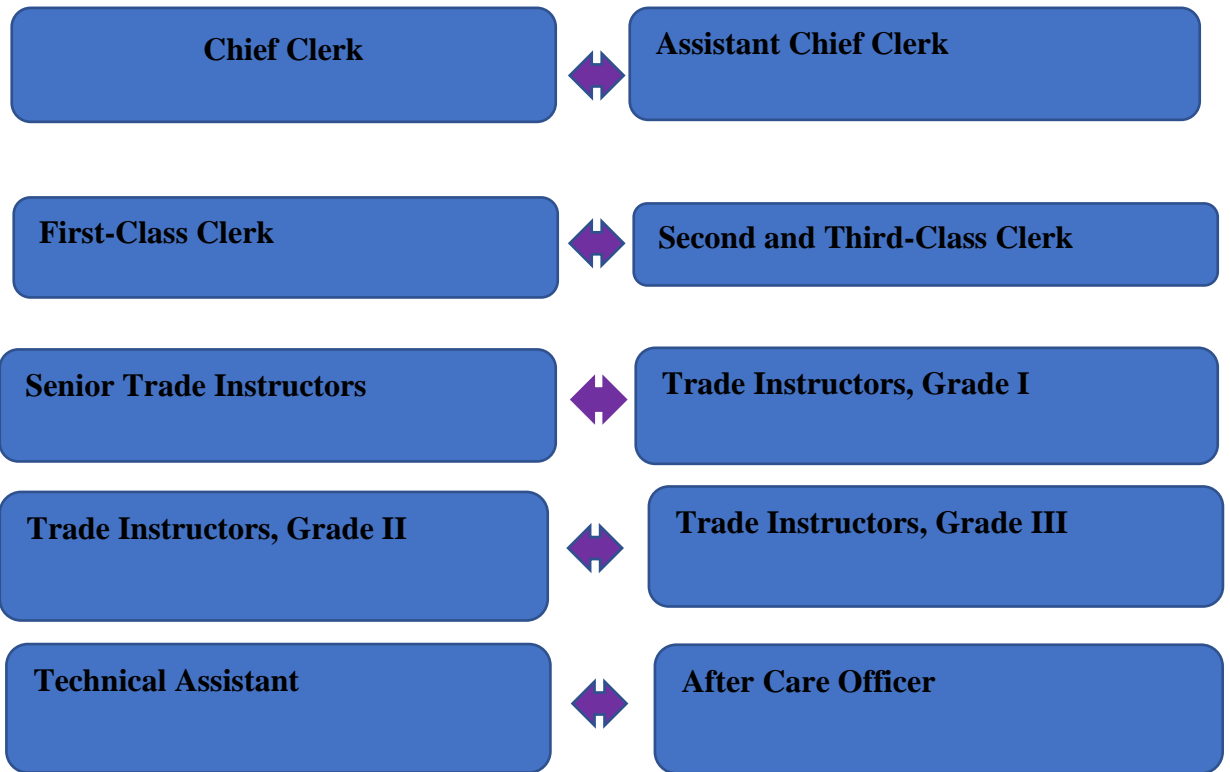 Chief Clerk
Assistant Chief Clerk
First-Class Clerk
Second and Third-Class Clerk
Senior Trade Instructors
Trade Instructors, Grade I
Trade Instructors, Grade II
Trade Instructors, Grade III
Technical Assistant
After Care Officer